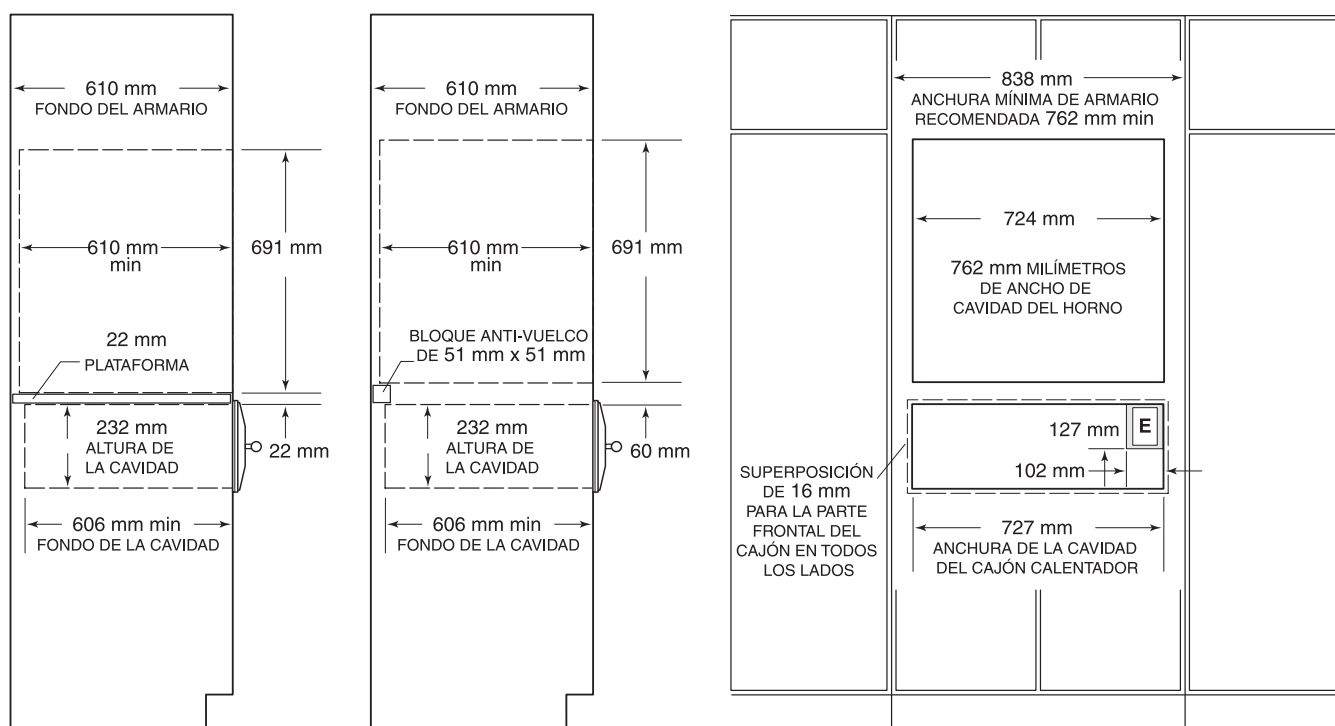 610 mm
FONDO DEL ARMARIO
610 mm
min
691 mm
22 mm
PLATAFORMA
232 mm
ALTURA DE
LA CAVIDAD
22 mm
606 mm min
FONDO DE LA CAVIDAD
610 mm
FONDO DEL ARMARIO
610 mm
min
691 mm
BLOQUE ANTI-VUELCO
DE 51 mm x 51 mm
232 mm
ALTURA DE
LA CAVIDAD
60 mm
606 mm min
FONDO DE LA CAVIDAD
838 mm
ANCHURA MÍNIMA DE ARMARIO
RECOMENDADA 762 mm min
724 mm
762 mm MILÍMETROS
DE ANCHO DE
CAVIDAD DEL HORNO
127 mm
E
102 mm
SUPERPOSICIÓN
DE 16 mm
PARA LA PARTE
FRONTAL DEL
CAJÓN EN TODOS
LOS LADOS
727 mm
ANCHURA DE LA CAVIDAD
DEL CAJÓN CALENTADOR